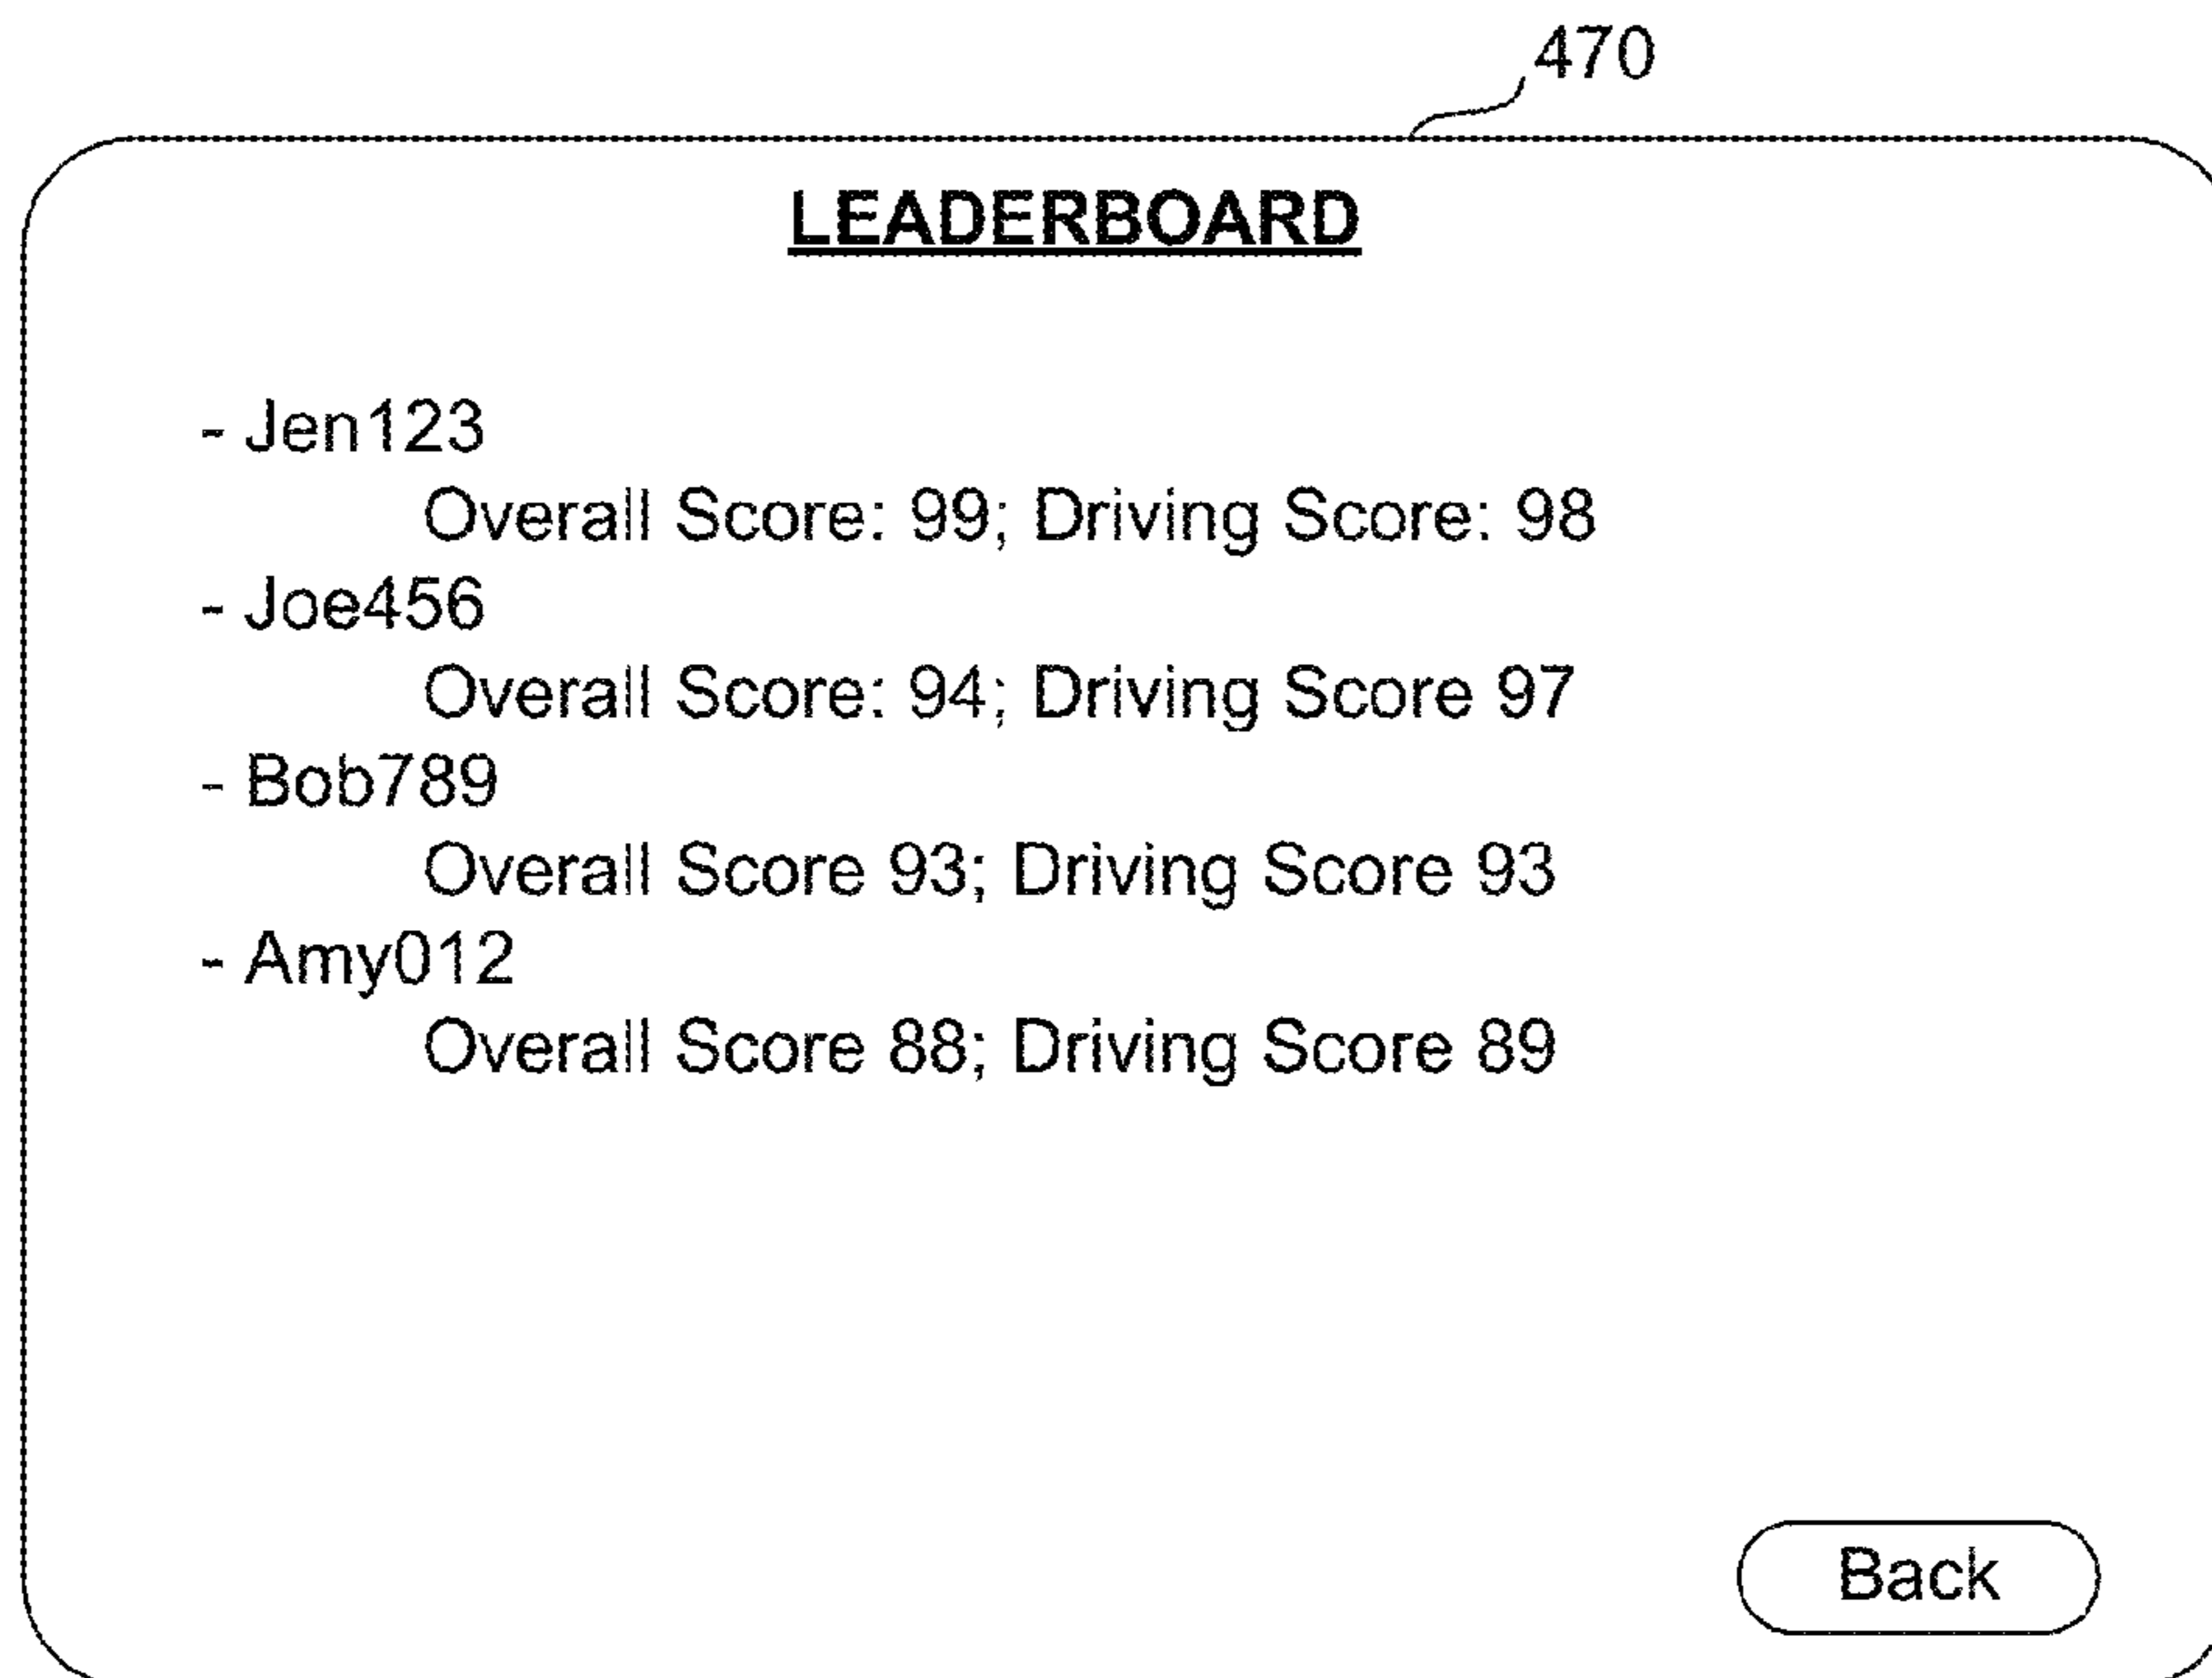 470
LEADERBOARD
- Jen123
Overall Score: 99; Driving Score: 98
- Joe456
Overall Score: 94; Driving Score 97
- Bob789
Overall Score 93; Driving Score 93
- Amy012
Overall Score 88; Driving Score 89
Back